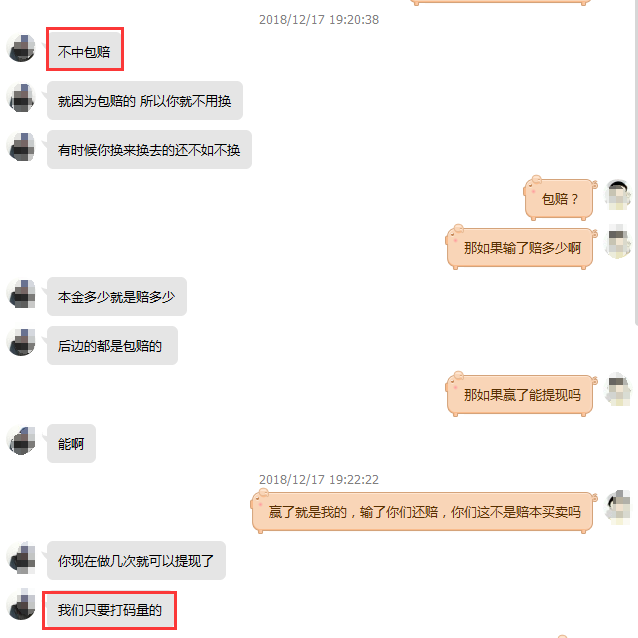 2018/12/17 19:20:38
不中包赔
就因为包赔的 所以你就不用换
有时候你换来换去的还不如不换
包赔？
那如果输了赔多少啊
本金多少就是赔多少
后边的都是包赔的
那如果赢了能提现吗
能啊
2018/12/17 19:22:22
赢了就是我的，输了你们还赔，你们这不是赔本买卖吗
你现在做几次就可以提现了
我们只要打码量的